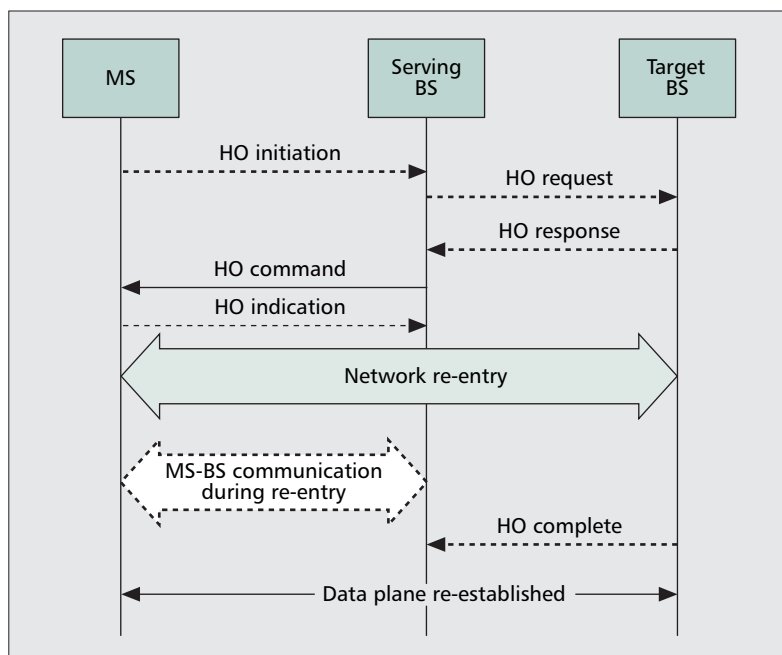 MS
Serving
BS
Target
BS
HO initiation
HO request
HO response
HO command
HO indication
Network re-entry
MS-BS communication
during re-entry
HO complete
Data plane re-established